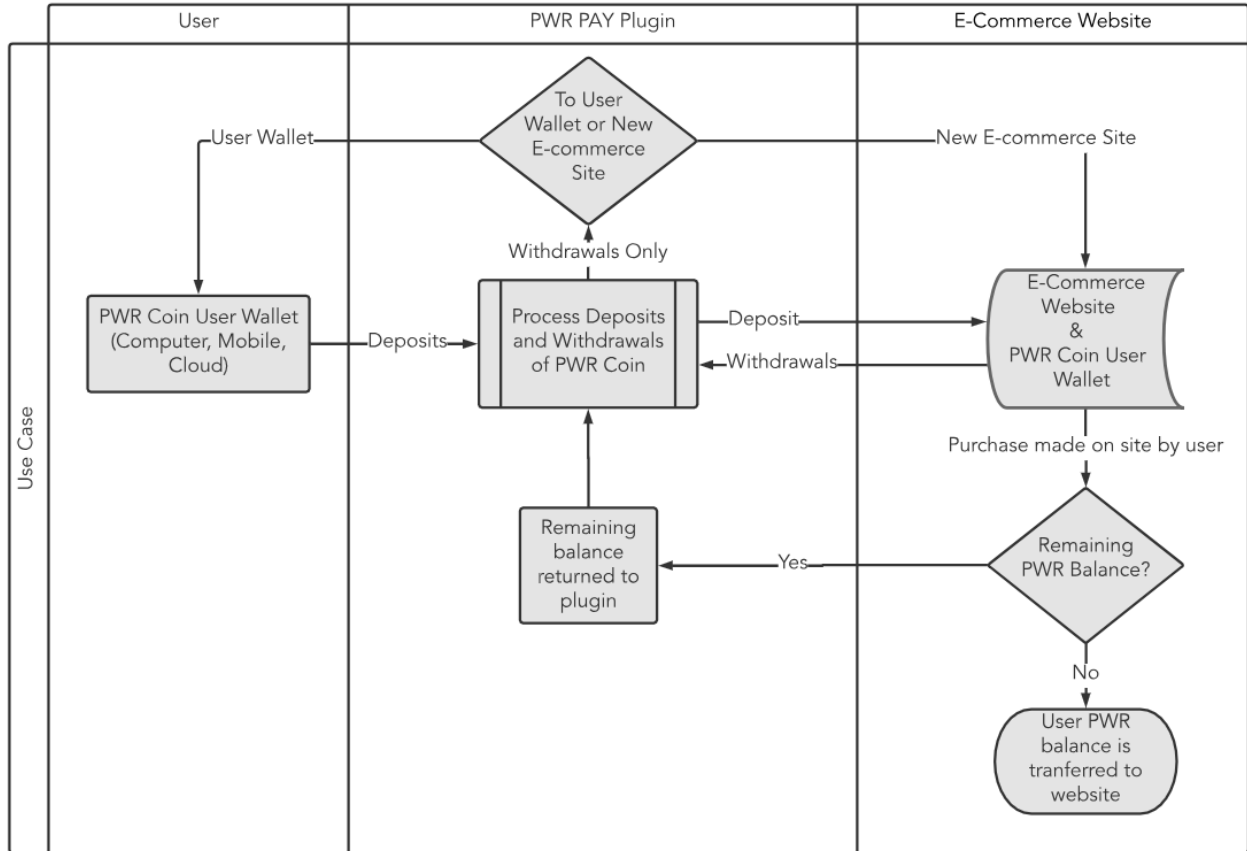 User
PWR PAY Plugin
E-Commerce Website
Use Case
To User
Wallet or New
E-commerce
Site
User Wallet
New E-commerce Site
Withdrawals Only
PWR Coin User Wallet
(Computer, Mobile,
Cloud)
Deposits
Process Deposits
and Withdrawals
of PWR Coin
Deposit
Withdrawals
E-Commerce
Website
&
PWR Coin User
Wallet
Purchase made on site by user
Remaining
PWR Balance?
Yes
Remaining
balance
returned to
plugin
No
User PWR
balance is
tranferred to
website